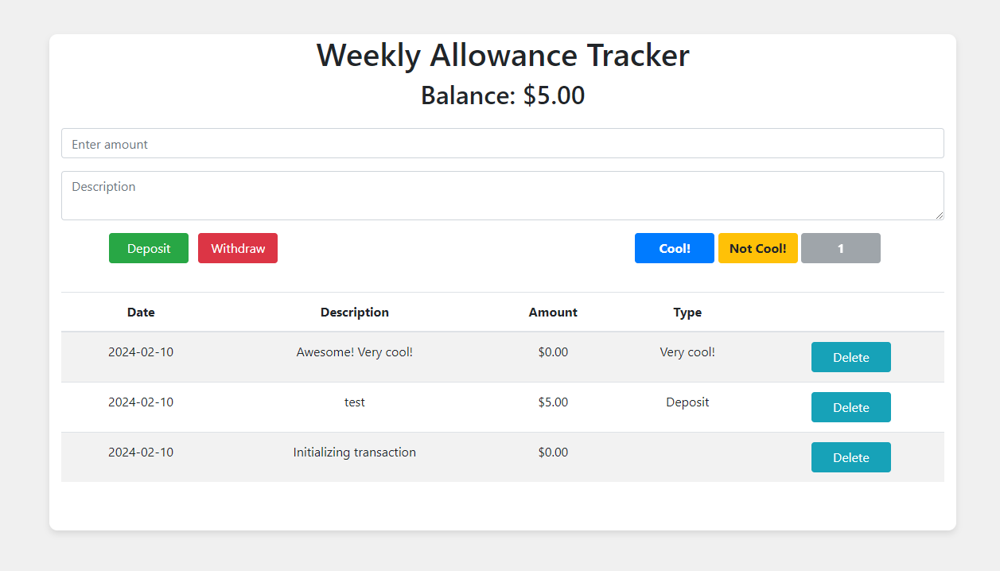 Weekly Allowance Tracker
Balance: $5.00
Enter amount
Description
Deposit Withdraw Cool! Not Cool! 1
Date Description Amount Type
2024-02-10 Awesome! Very cool! $0.00 Very cool! Delete
2024-02-10 test $5.00 Deposit Delete
2024-02-10 Initializing transaction $0.00 Delete